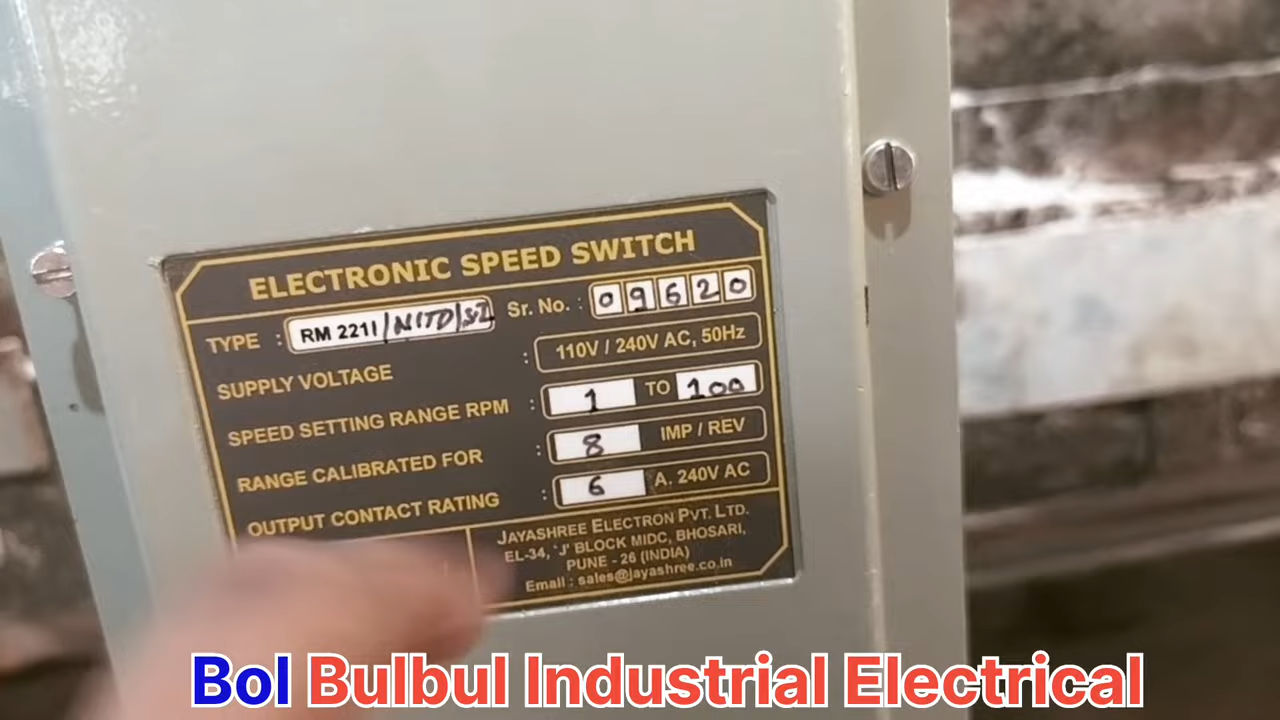 ELECTRONIC SPEED SWITCH
TYPE : RM 2211/NITD/SI Sr. No. : 09620
SUPPLY VOLTAGE : 110V / 240V AC, 50Hz
SPEED SETTING RANGE RPM : 1 TO 100
RANGE CALIBRATED FOR : 8 IMP / REV
OUTPUT CONTACT RATING : 6 A. 240V AC
JAYASHREE ELECTRON PVT. LTD.
EL-34, 'J' BLOCK MIDC, BHOSARI,
PUNE - 26 (INDIA)
Email : sales@jayashree.co.in
Bol Bulbul Industrial Electrical